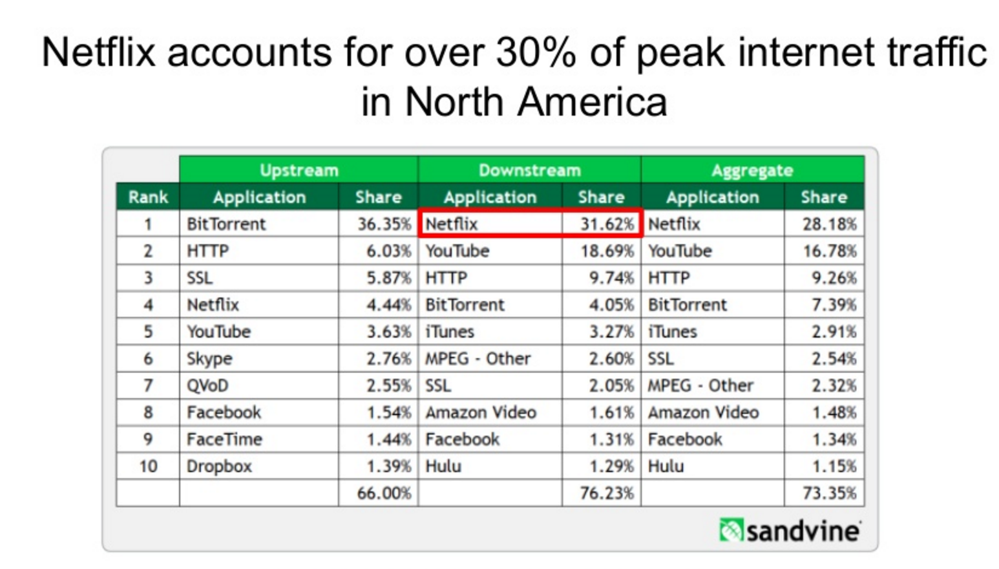 Netflix accounts for over 30% of peak internet traffic
in North America
Upstream Downstream Aggregate
Rank Application Share Application Share Application Share
1 BitTorrent 36.35% Netflix 31.62% Netflix 28.18%
2 HTTP 6.03% YouTube 18.69% YouTube 16.78%
3 SSL 5.87% HTTP 9.74% HTTP 9.26%
4 Netflix 4.44% BitTorrent 4.05% BitTorrent 7.39%
5 YouTube 3.63% iTunes 3.27% iTunes 2.91%
6 Skype 2.76% MPEG - Other 2.60% SSL 2.54%
7 QVoD 2.55% SSL 2.05% MPEG - Other 2.32%
8 Facebook 1.54% Amazon Video 1.61% Amazon Video 1.48%
9 FaceTime 1.44% Facebook 1.31% Facebook 1.34%
10 Dropbox 1.39% Hulu 1.29% Hulu 1.15%
66.00% 76.23% 73.35%
sandvine